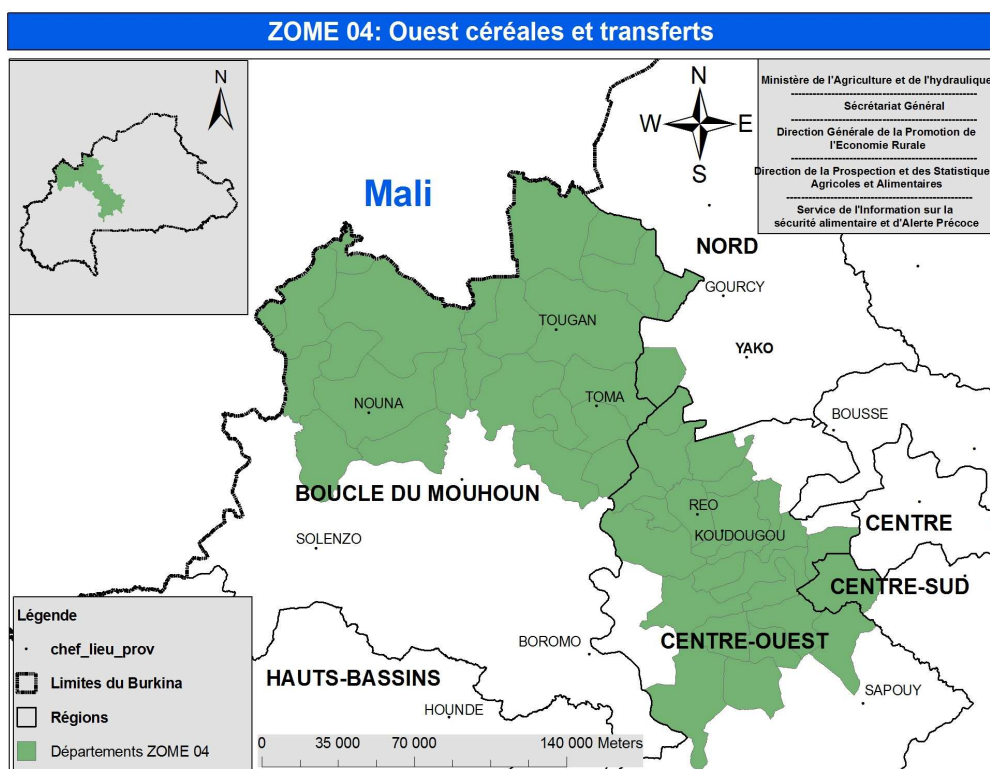 ZOME 04: Ouest céréales et transferts
N
N
W
E
S
Ministère de l'Agriculture et de l'hydraulique
Sécrétariat Général
Direction Générale de la Promotion de
l'Economie Rurale
Direction de la Prospection et des Statistique
Agricoles et Alimentaires
Service de l'Information sur la
sécurité alimentaire et d'Alerte Précoce
Mali
NORD
GOURCY
TOUGAN
YAKO
NOUNA
TOMA
BOUSSE
BOUCLE DU MOUHOUN
REO
KOUDOUGOU
CENTRE
SOLENZO
CENTRE-SUD
BOROMO
CENTRE-OUEST
HAUTS-BASSINS
SAPOUY
HOUNDE
Légende
chef_lieu_prov
Limites du Burkina
Régions
Départements ZOME 04
0 35 000 70 000 140 000 Meters